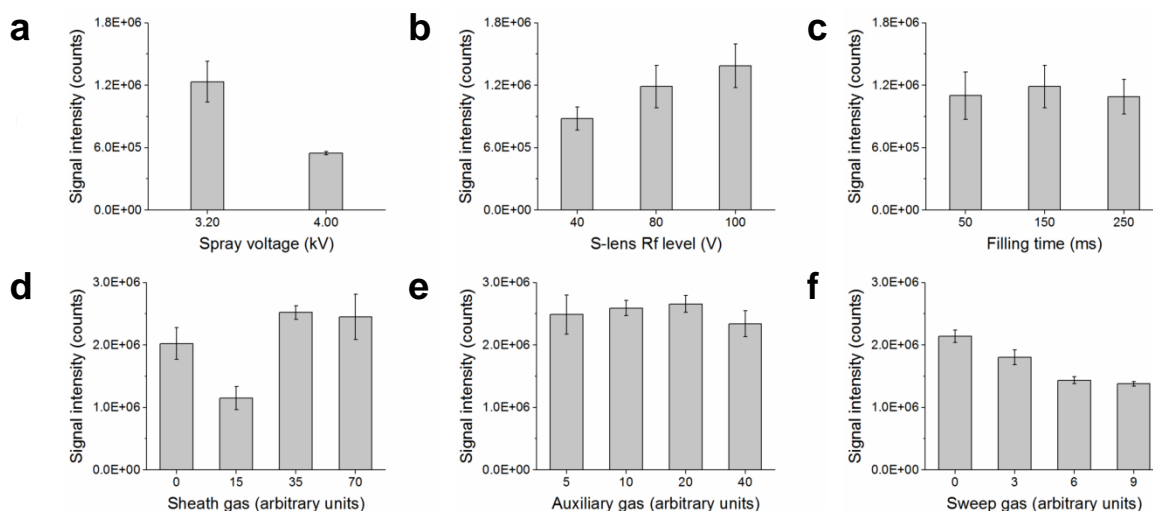 a
1.8E+06
1.2E+06
6.0E+05
0.0E+00
Signal intensity (counts)
3.20 4.00
Spray voltage (kV)
b
1.8E+06
1.2E+06
6.0E+05
0.0E+00
Signal intensity (counts)
40 80 100
S-lens Rf level (V)
c
1.8E+06
1.2E+06
6.0E+05
0.0E+00
Signal intensity (counts)
50 150 250
Filling time (ms)
d
3.0E+06
2.0E+06
1.0E+06
0.0E+00
Signal intensity (counts)
0 15 35 70
Sheath gas (arbitrary units)
e
3.0E+06
2.0E+06
1.0E+06
0.0E+00
Signal intensity (counts)
5 10 20 40
Auxiliary gas (arbitrary units)
f
3.0E+06
2.0E+06
1.0E+06
0.0E+00
Signal intensity (counts)
0 3 6 9
Sweep gas (arbitrary units)